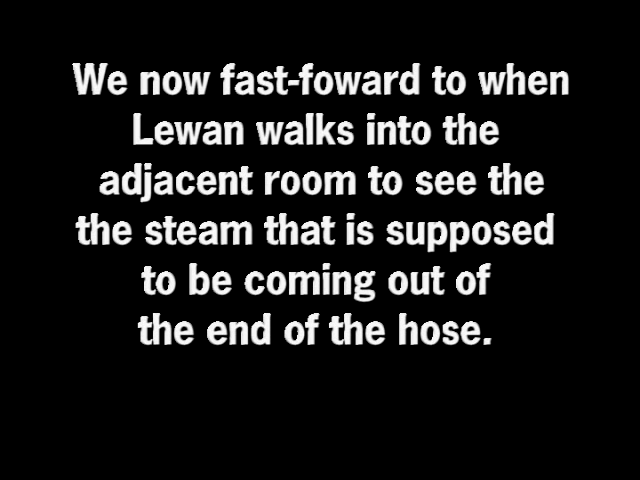 We now fast-foward to when
Lewan walks into the
adjacent room to see the
the steam that is supposed
to be coming out of
the end of the hose.